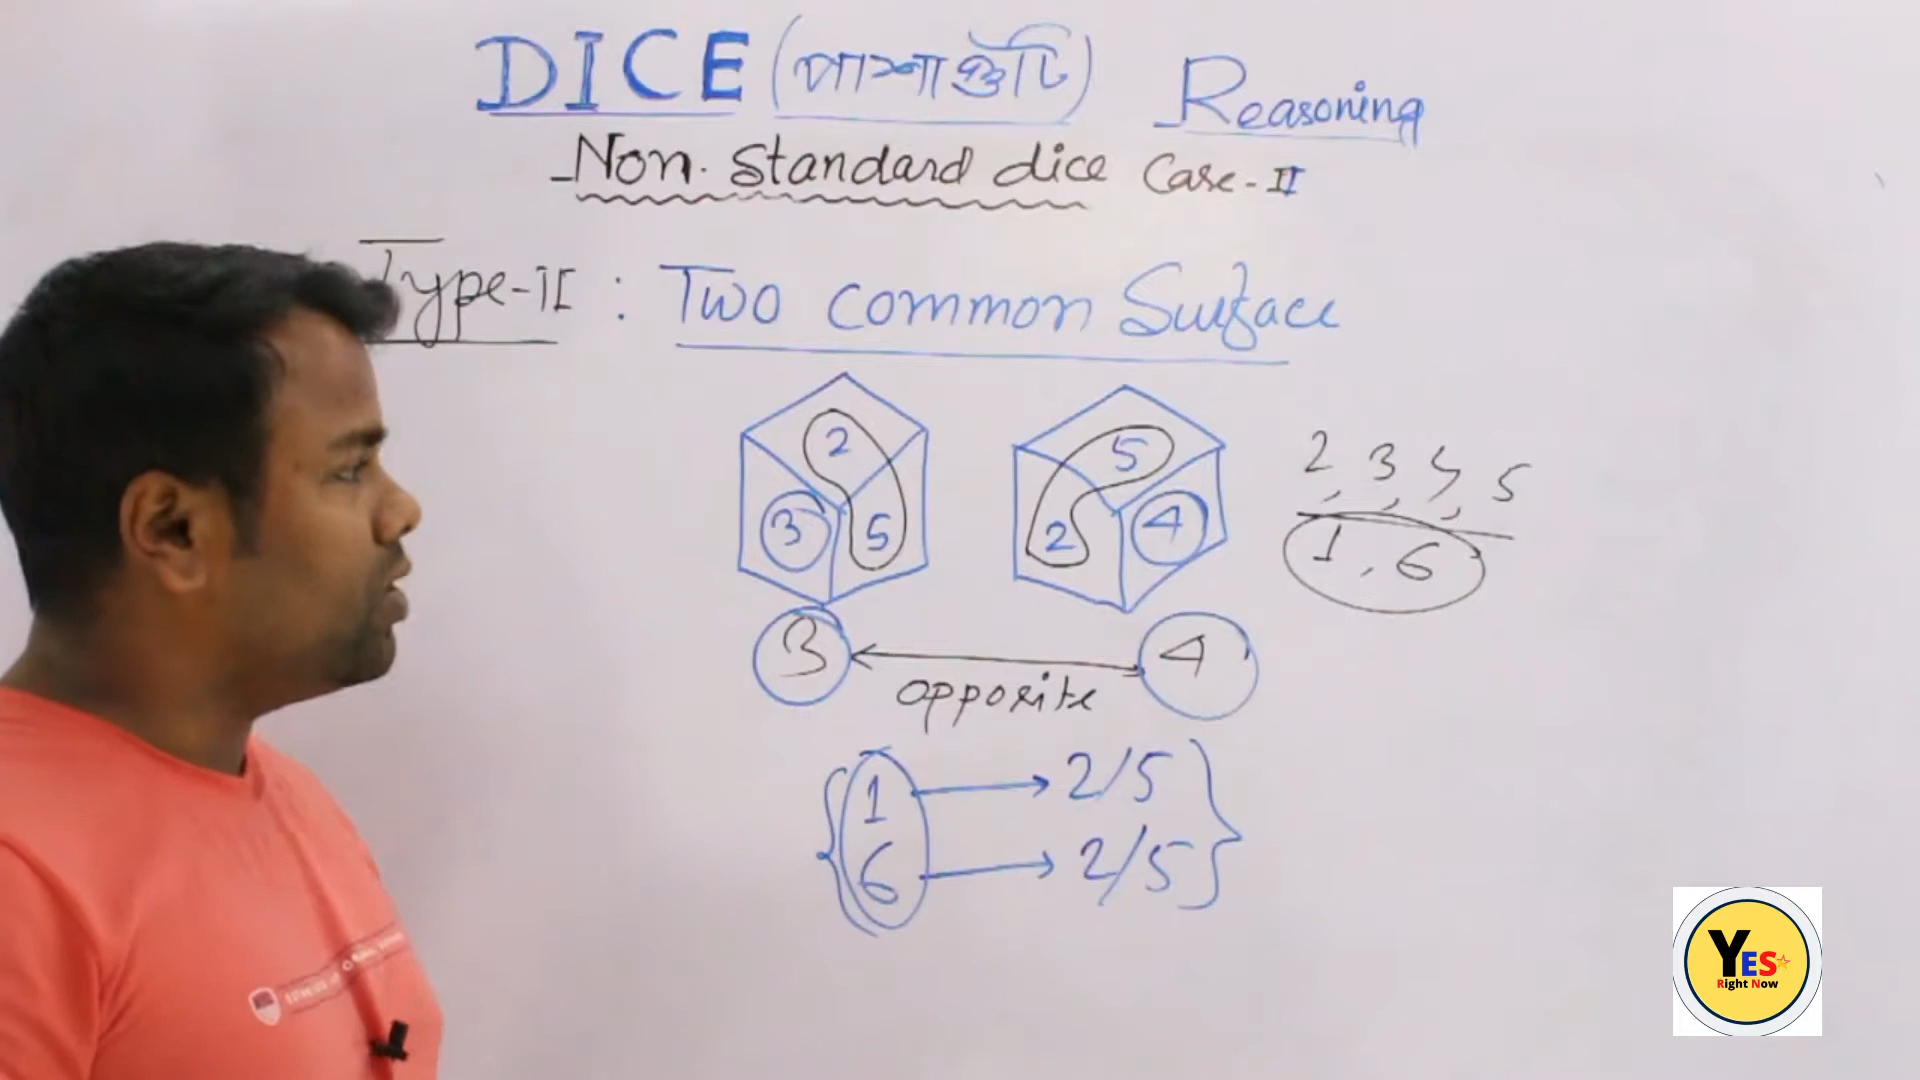 DICE (পাশাগুটি) Reasoning
Non. Standard dice Case-II
Type-II : Two common Surface
2 5
3 5 2 4
2, 3, 4, 5
1, 6
3 4
opposite
1 → 2/5
6 → 2/5
YES
Right Now